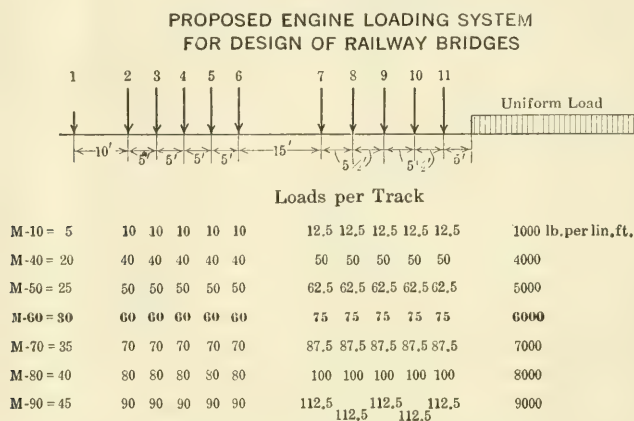 PROPOSED ENGINE LOADING SYSTEM
FOR DESIGN OF RAILWAY BRIDGES
1 2 3 4 5 6 7 8 9 10 11
Uniform Load
10' 5' 5' 5' 5' 15' 5½' 5½' 5'
Loads per Track
M-10 = 5 10 10 10 10 10 12.5 12.5 12.5 12.5 12.5 1000 lb. per lin. ft.
M-40 = 20 40 40 40 40 40 50 50 50 50 50 4000
M-50 = 25 50 50 50 50 50 62.5 62.5 62.5 62.5 62.5 5000
M-60 = 30 60 60 60 60 60 75 75 75 75 75 6000
M-70 = 35 70 70 70 70 70 87.5 87.5 87.5 87.5 87.5 7000
M-80 = 40 80 80 80 80 80 100 100 100 100 100 8000
M-90 = 45 90 90 90 90 90 112.5 112.5 112.5 9000
112.5 112.5